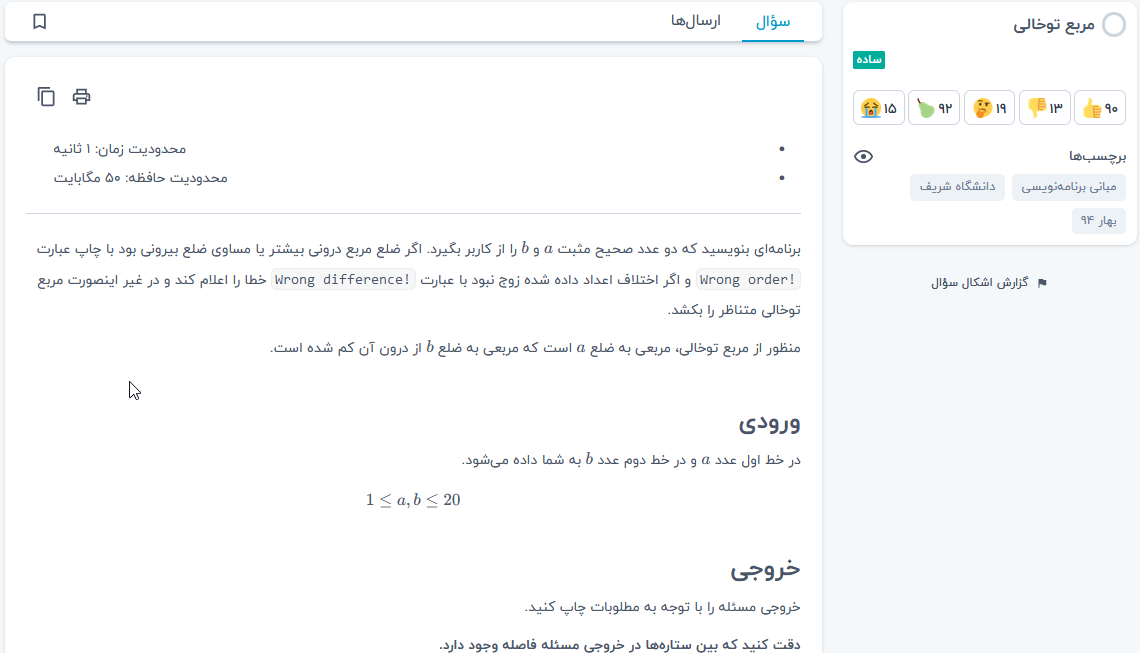 مربع توخالی
ساده
۹۰
۱۳
۱۹
۹۲
۱۵
برچسب‌ها
مبانی برنامه‌نویسی
دانشگاه شریف
بهار ۹۴
گزارش اشکال سؤال
سؤال
ارسال‌ها
محدودیت زمان: ۱ ثانیه
محدودیت حافظه: ۵۰ مگابایت
برنامه‌ای بنویسید که دو عدد صحیح مثبت a و b را از کاربر بگیرد. اگر ضلع مربع درونی بیشتر یا مساوی ضلع بیرونی بود با چاپ عبارت
Wrong order! و اگر اختلاف اعداد داده شده زوج نبود با عبارت Wrong difference! خطا را اعلام کند و در غیر اینصورت مربع
توخالی متناظر را بکشد.
منظور از مربع توخالی، مربعی به ضلع a است که مربعی به ضلع b از درون آن کم شده است.
ورودی
در خط اول عدد a و در خط دوم عدد b به شما داده می‌شود.
1 ≤ a, b ≤ 20
خروجی
خروجی مسئله را با توجه به مطلوبات چاپ کنید.
دقت کنید که بین ستاره‌ها در خروجی مسئله فاصله وجود دارد.